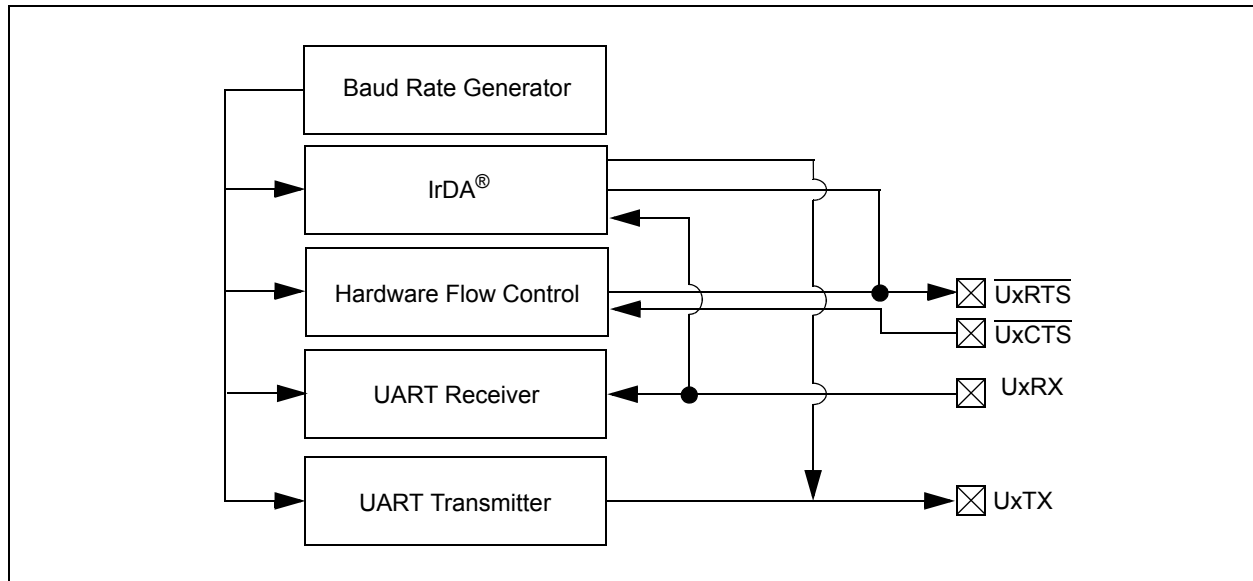 Baud Rate Generator
IrDA®
Hardware Flow Control
UxRTS
UxCTS
UART Receiver
UxRX
UART Transmitter
UxTX